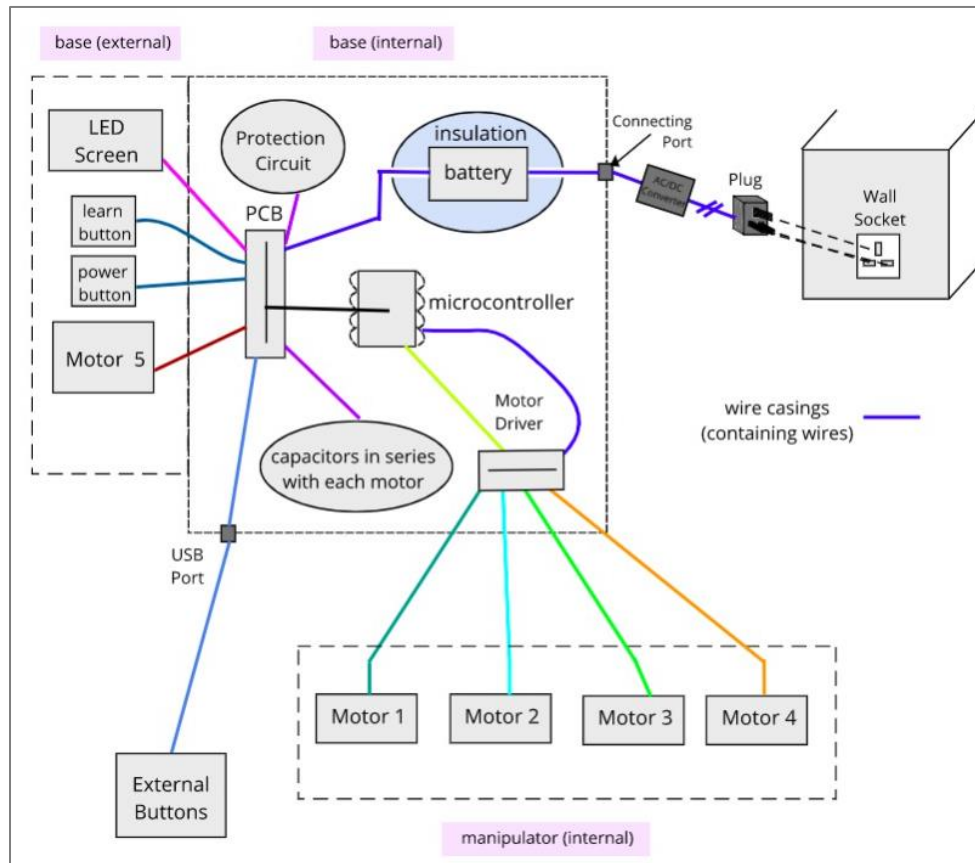 base (external)
base (internal)
LED
Screen
Protection
Circuit
insulation
battery
Connecting
Port
AC/DC
Converter
Plug
Wall
Socket
learn
button
PCB
power
button
microcontroller
Motor 5
Motor
Driver
wire casings
(containing wires)
capacitors in series
with each motor
USB
Port
Motor 1
Motor 2
Motor 3
Motor 4
External
Buttons
manipulator (internal)